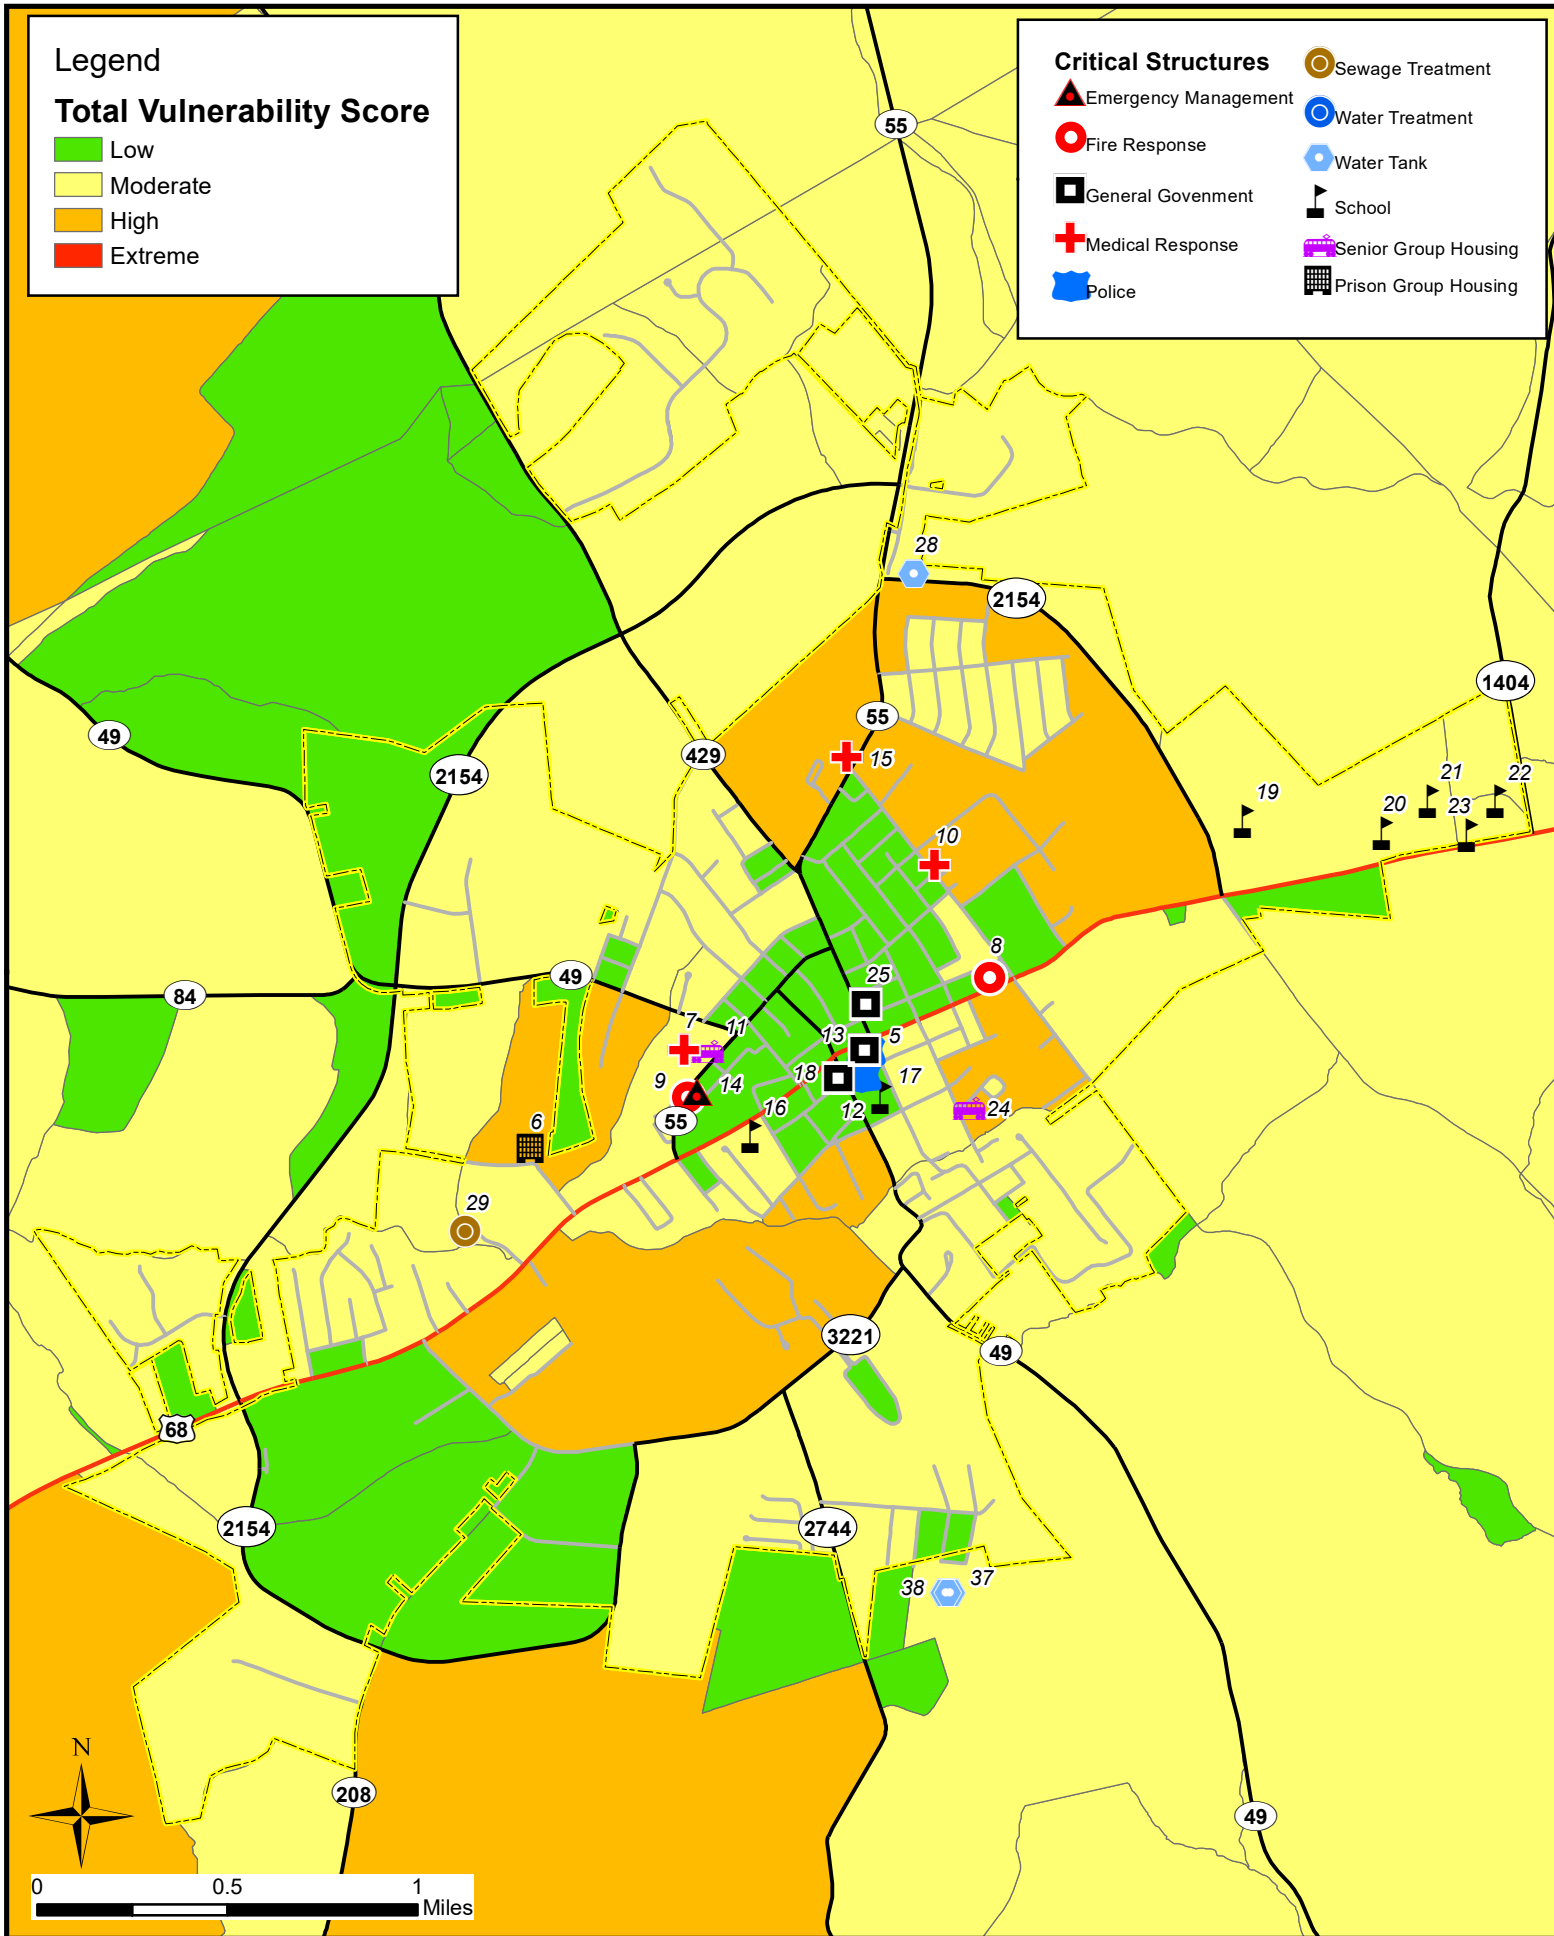 Legend
Total Vulnerability Score
Low
Moderate
High
Extreme
Critical Structures
Emergency Management
Fire Response
General Govenment
Medical Response
Police
Sewage Treatment
Water Treatment
Water Tank
School
Senior Group Housing
Prison Group Housing
55
28
2154
1404
49
55
429
2154
15
21
22
19
20
23
10
8
49
84
25
7
11
13
5
9
14
18
17
55
16
12
24
6
29
3221
49
68
2154
2744
38
37
N
208
49
0
0.5
1
Miles